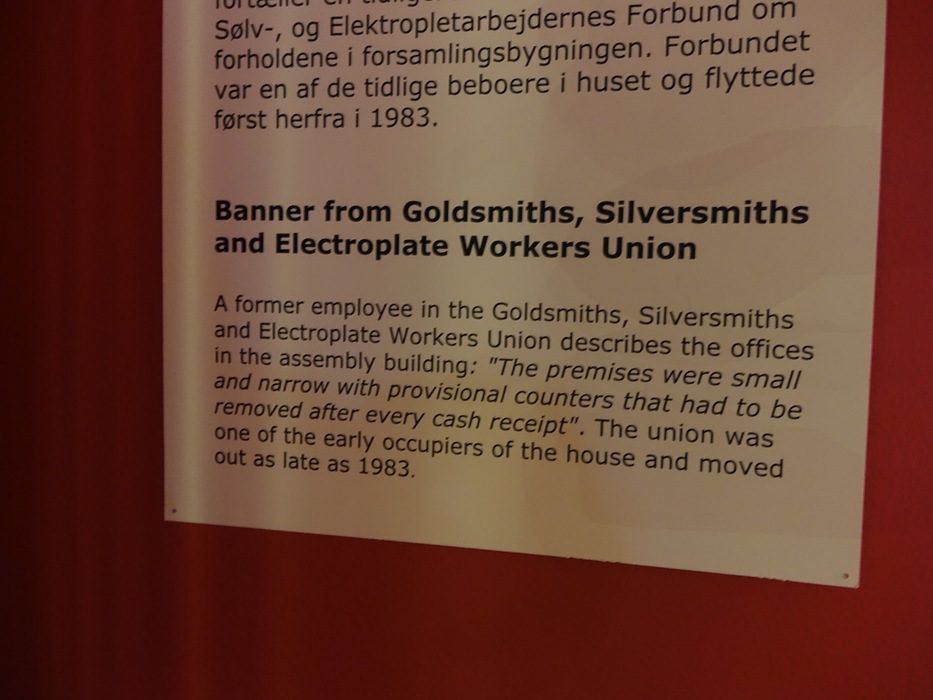 fortæller en tidligere
Sølv-, og Elektropletarbejdernes Forbund om
forholdene i forsamlingsbygningen. Forbundet
var en af de tidlige beboere i huset og flyttede
først herfra i 1983.
Banner from Goldsmiths, Silversmiths
and Electroplate Workers Union
A former employee in the Goldsmiths, Silversmiths
and Electroplate Workers Union describes the offices
in the assembly building: "The premises were small
and narrow with provisional counters that had to be
removed after every cash receipt". The union was
one of the early occupiers of the house and moved
out as late as 1983.